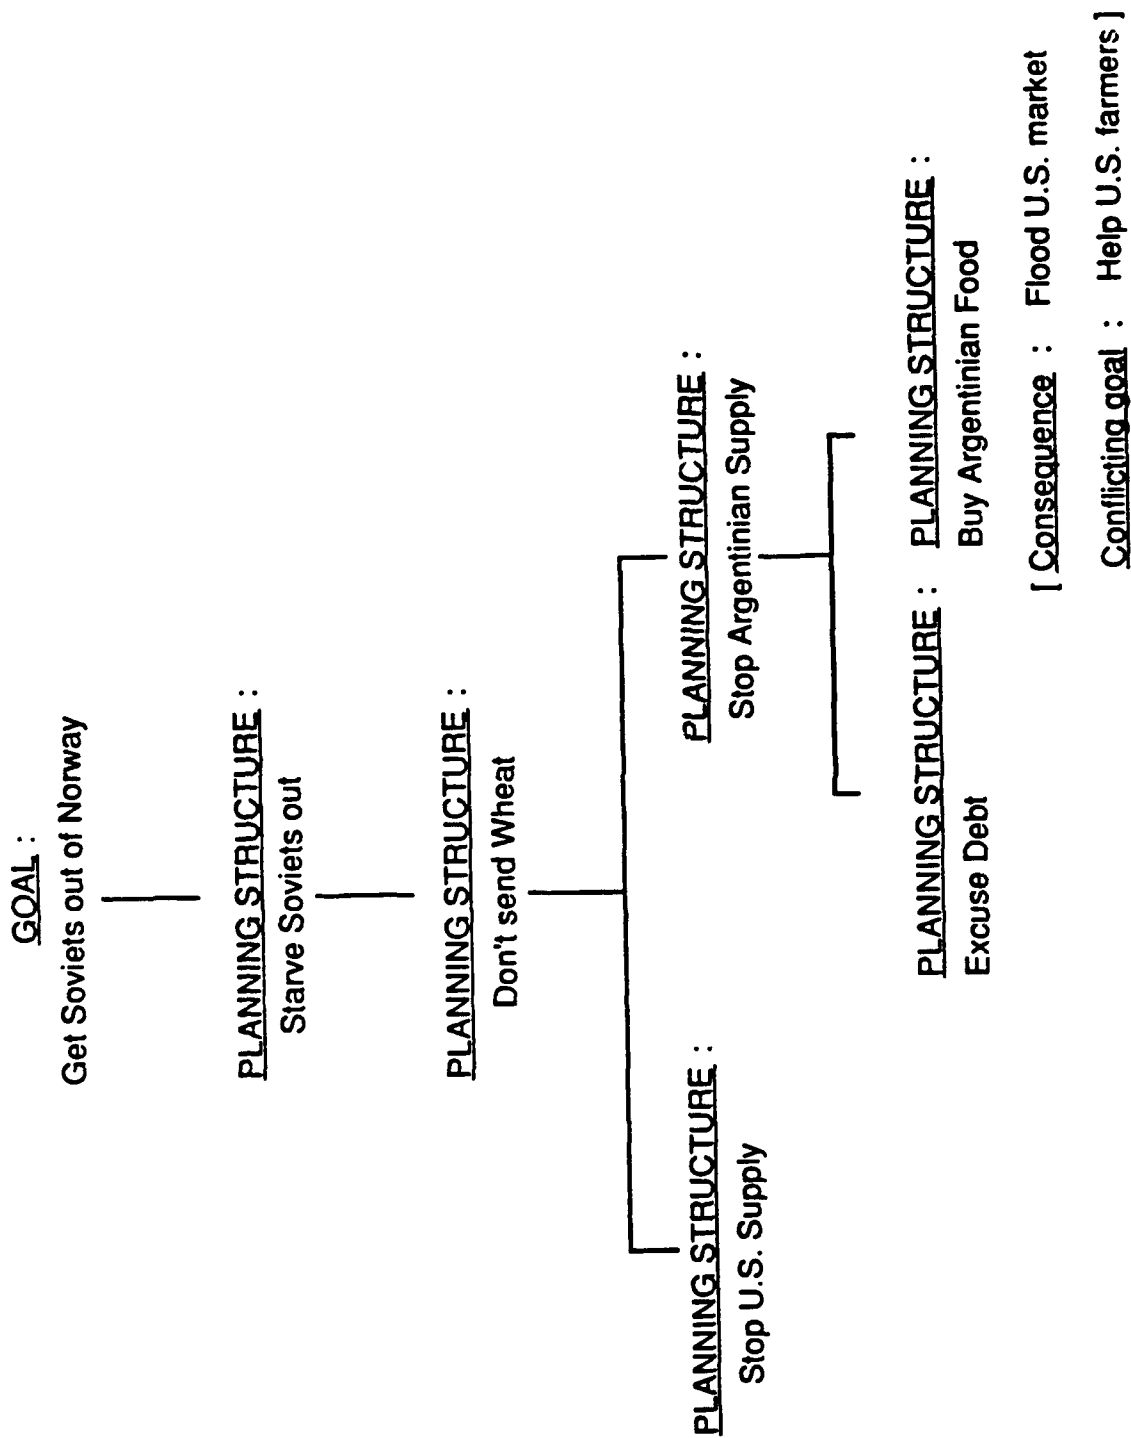 GOAL :
Get Soviets out of Norway
PLANNING STRUCTURE :
Starve Soviets out
PLANNING STRUCTURE :
Don't send Wheat
PLANNING STRUCTURE :
Stop U.S. Supply
PLANNING STRUCTURE :
Stop Argentinian Supply
PLANNING STRUCTURE :
Excuse Debt
PLANNING STRUCTURE :
Buy Argentinian Food
[ Consequence : Flood U.S. market
Conflicting goal : Help U.S. farmers ]